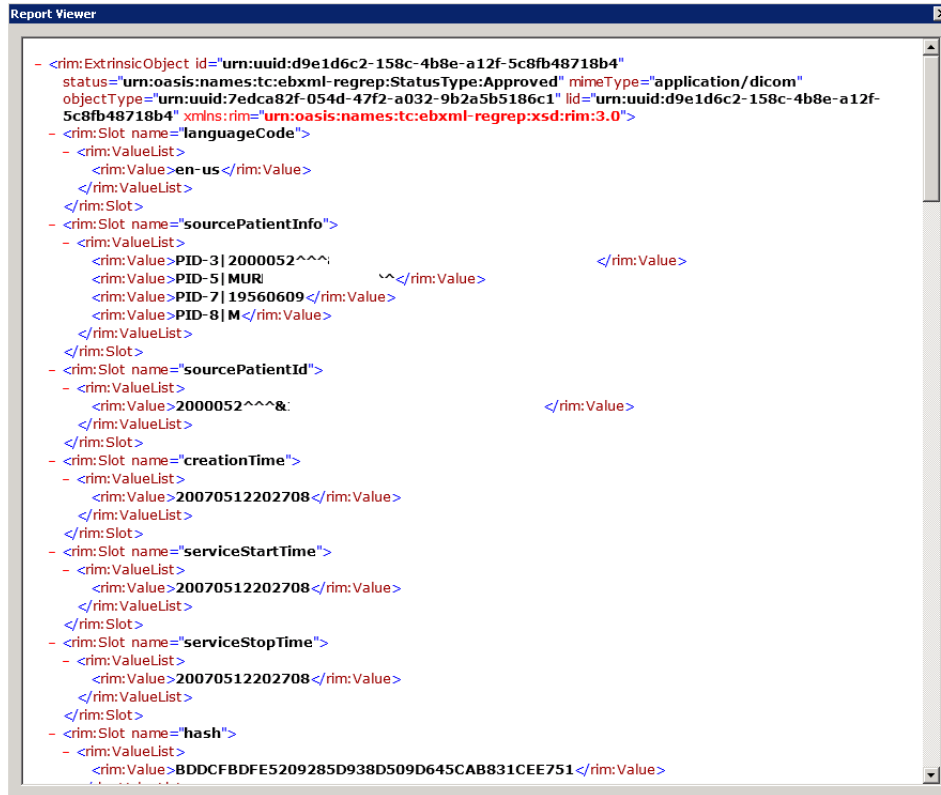 Report Viewer
- <rim:ExtrinsicObject id="urn:uuid:d9e1d6c2-158c-4b8e-a12f-5c8fb48718b4"
status="urn:oasis:names:tc:ebxml-regrep:StatusType:Approved" mimeType="application/dicom"
objectType="urn:uuid:7edca82f-054d-47f2-a032-9b2a5b5186c1" lid="urn:uuid:d9e1d6c2-158c-4b8e-a12f-
5c8fb48718b4" xmlns:rim="urn:oasis:names:tc:ebxml-regrep:xsd:rim:3.0">
- <rim:Slot name="languageCode">
- <rim:ValueList>
<rim:Value>en-us</rim:Value>
</rim:ValueList>
</rim:Slot>
- <rim:Slot name="sourcePatientInfo">
- <rim:ValueList>
<rim:Value>PID-3|2000052^^^ </rim:Value>
<rim:Value>PID-5|MUR ^</rim:Value>
<rim:Value>PID-7|19560609</rim:Value>
<rim:Value>PID-8|M</rim:Value>
</rim:ValueList>
</rim:Slot>
- <rim:Slot name="sourcePatientId">
- <rim:ValueList>
<rim:Value>2000052^^^& </rim:Value>
</rim:ValueList>
</rim:Slot>
- <rim:Slot name="creationTime">
- <rim:ValueList>
<rim:Value>20070512202708</rim:Value>
</rim:ValueList>
</rim:Slot>
- <rim:Slot name="serviceStartTime">
- <rim:ValueList>
<rim:Value>20070512202708</rim:Value>
</rim:ValueList>
</rim:Slot>
- <rim:Slot name="serviceStopTime">
- <rim:ValueList>
<rim:Value>20070512202708</rim:Value>
</rim:ValueList>
</rim:Slot>
- <rim:Slot name="hash">
- <rim:ValueList>
<rim:Value>BDDCFBDFE5209285D938D509D645CAB831CEE751</rim:Value>